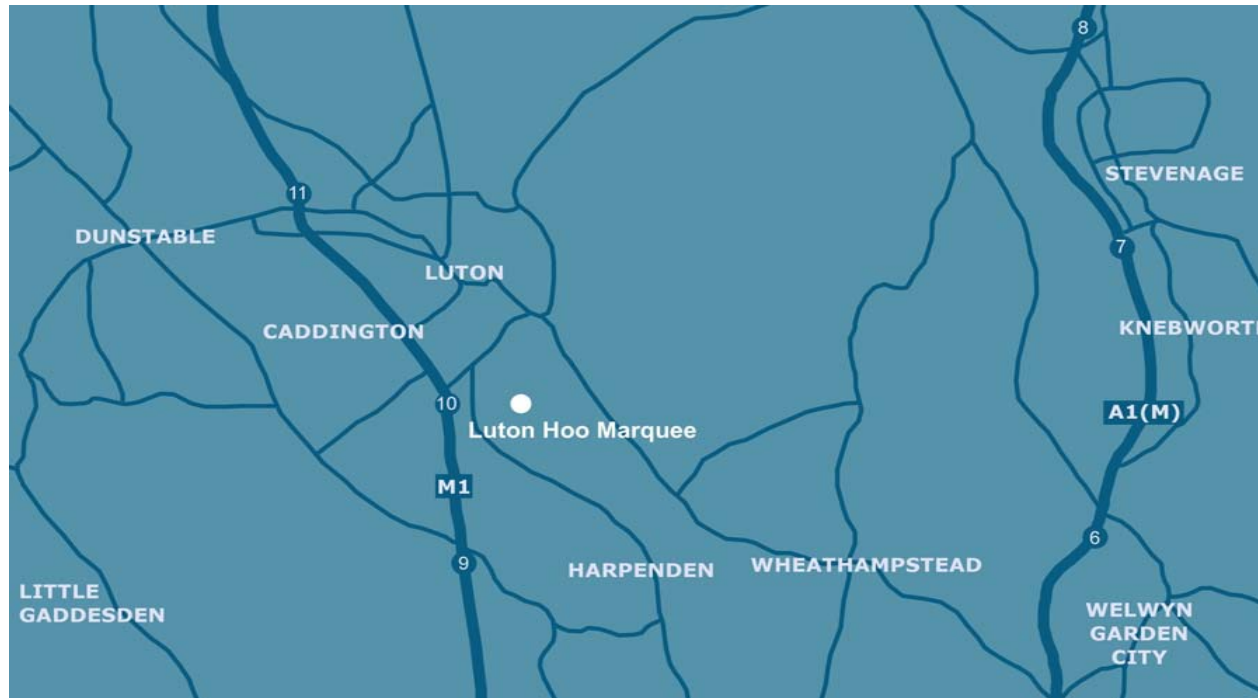 8
STEVENAGE
11
DUNSTABLE
7
LUTON
CADDINGTON
KNEBWORTH
10
A1(M)
Luton Hoo Marquee
M1
6
9
HARPENDEN
WHEATHAMPSTEAD
LITTLE
GADDESDEN
WELWYN
GARDEN
CITY